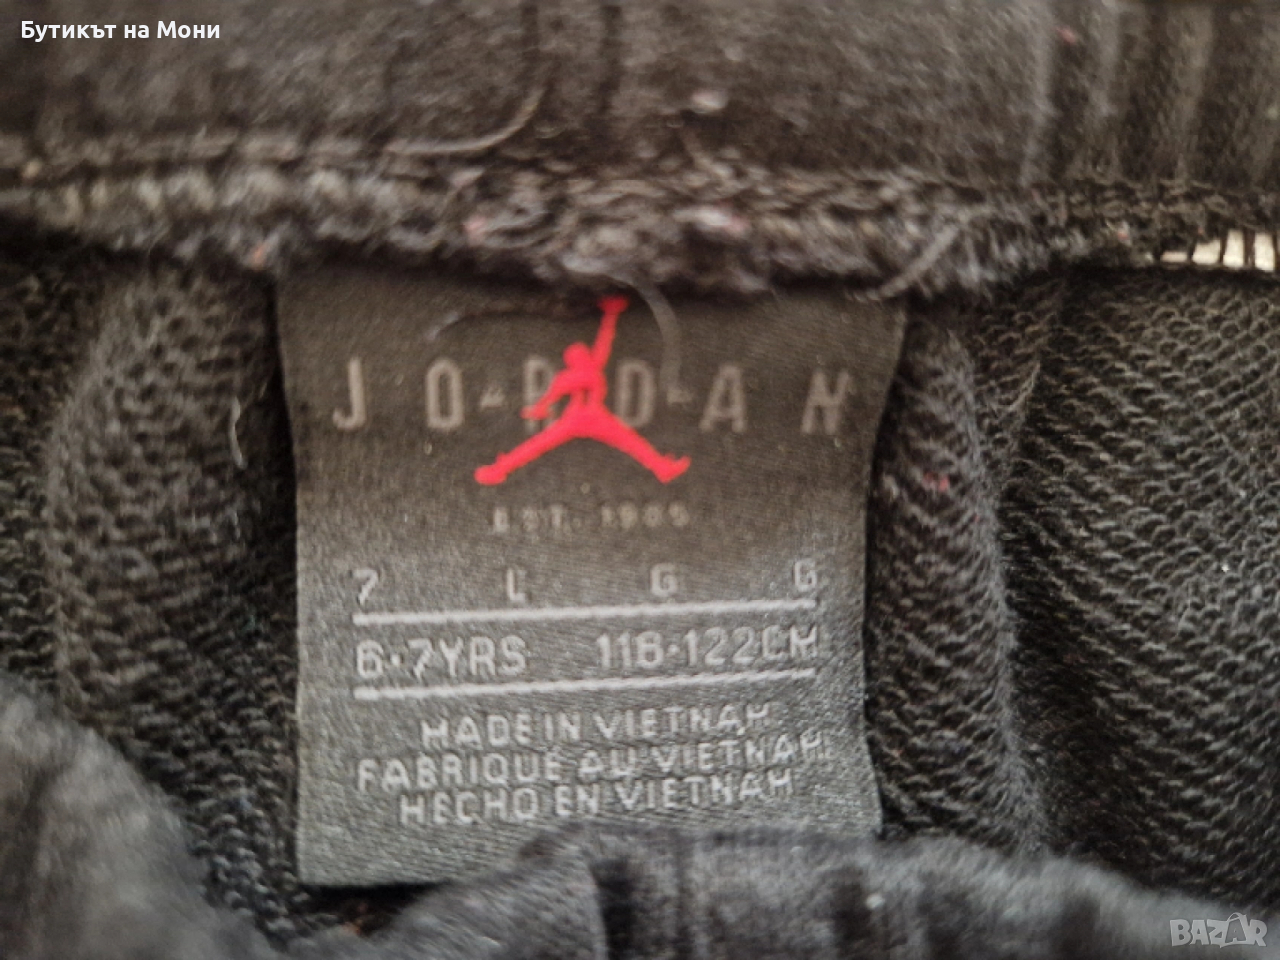 Бутикът на Мони
JORDAN
EST. 1985
7 L G G
6-7YRS 116-122CM
MADE IN VIETNAM
FABRIQUÉ AU VIETNAM
HECHO EN VIETNAM
BAZAR